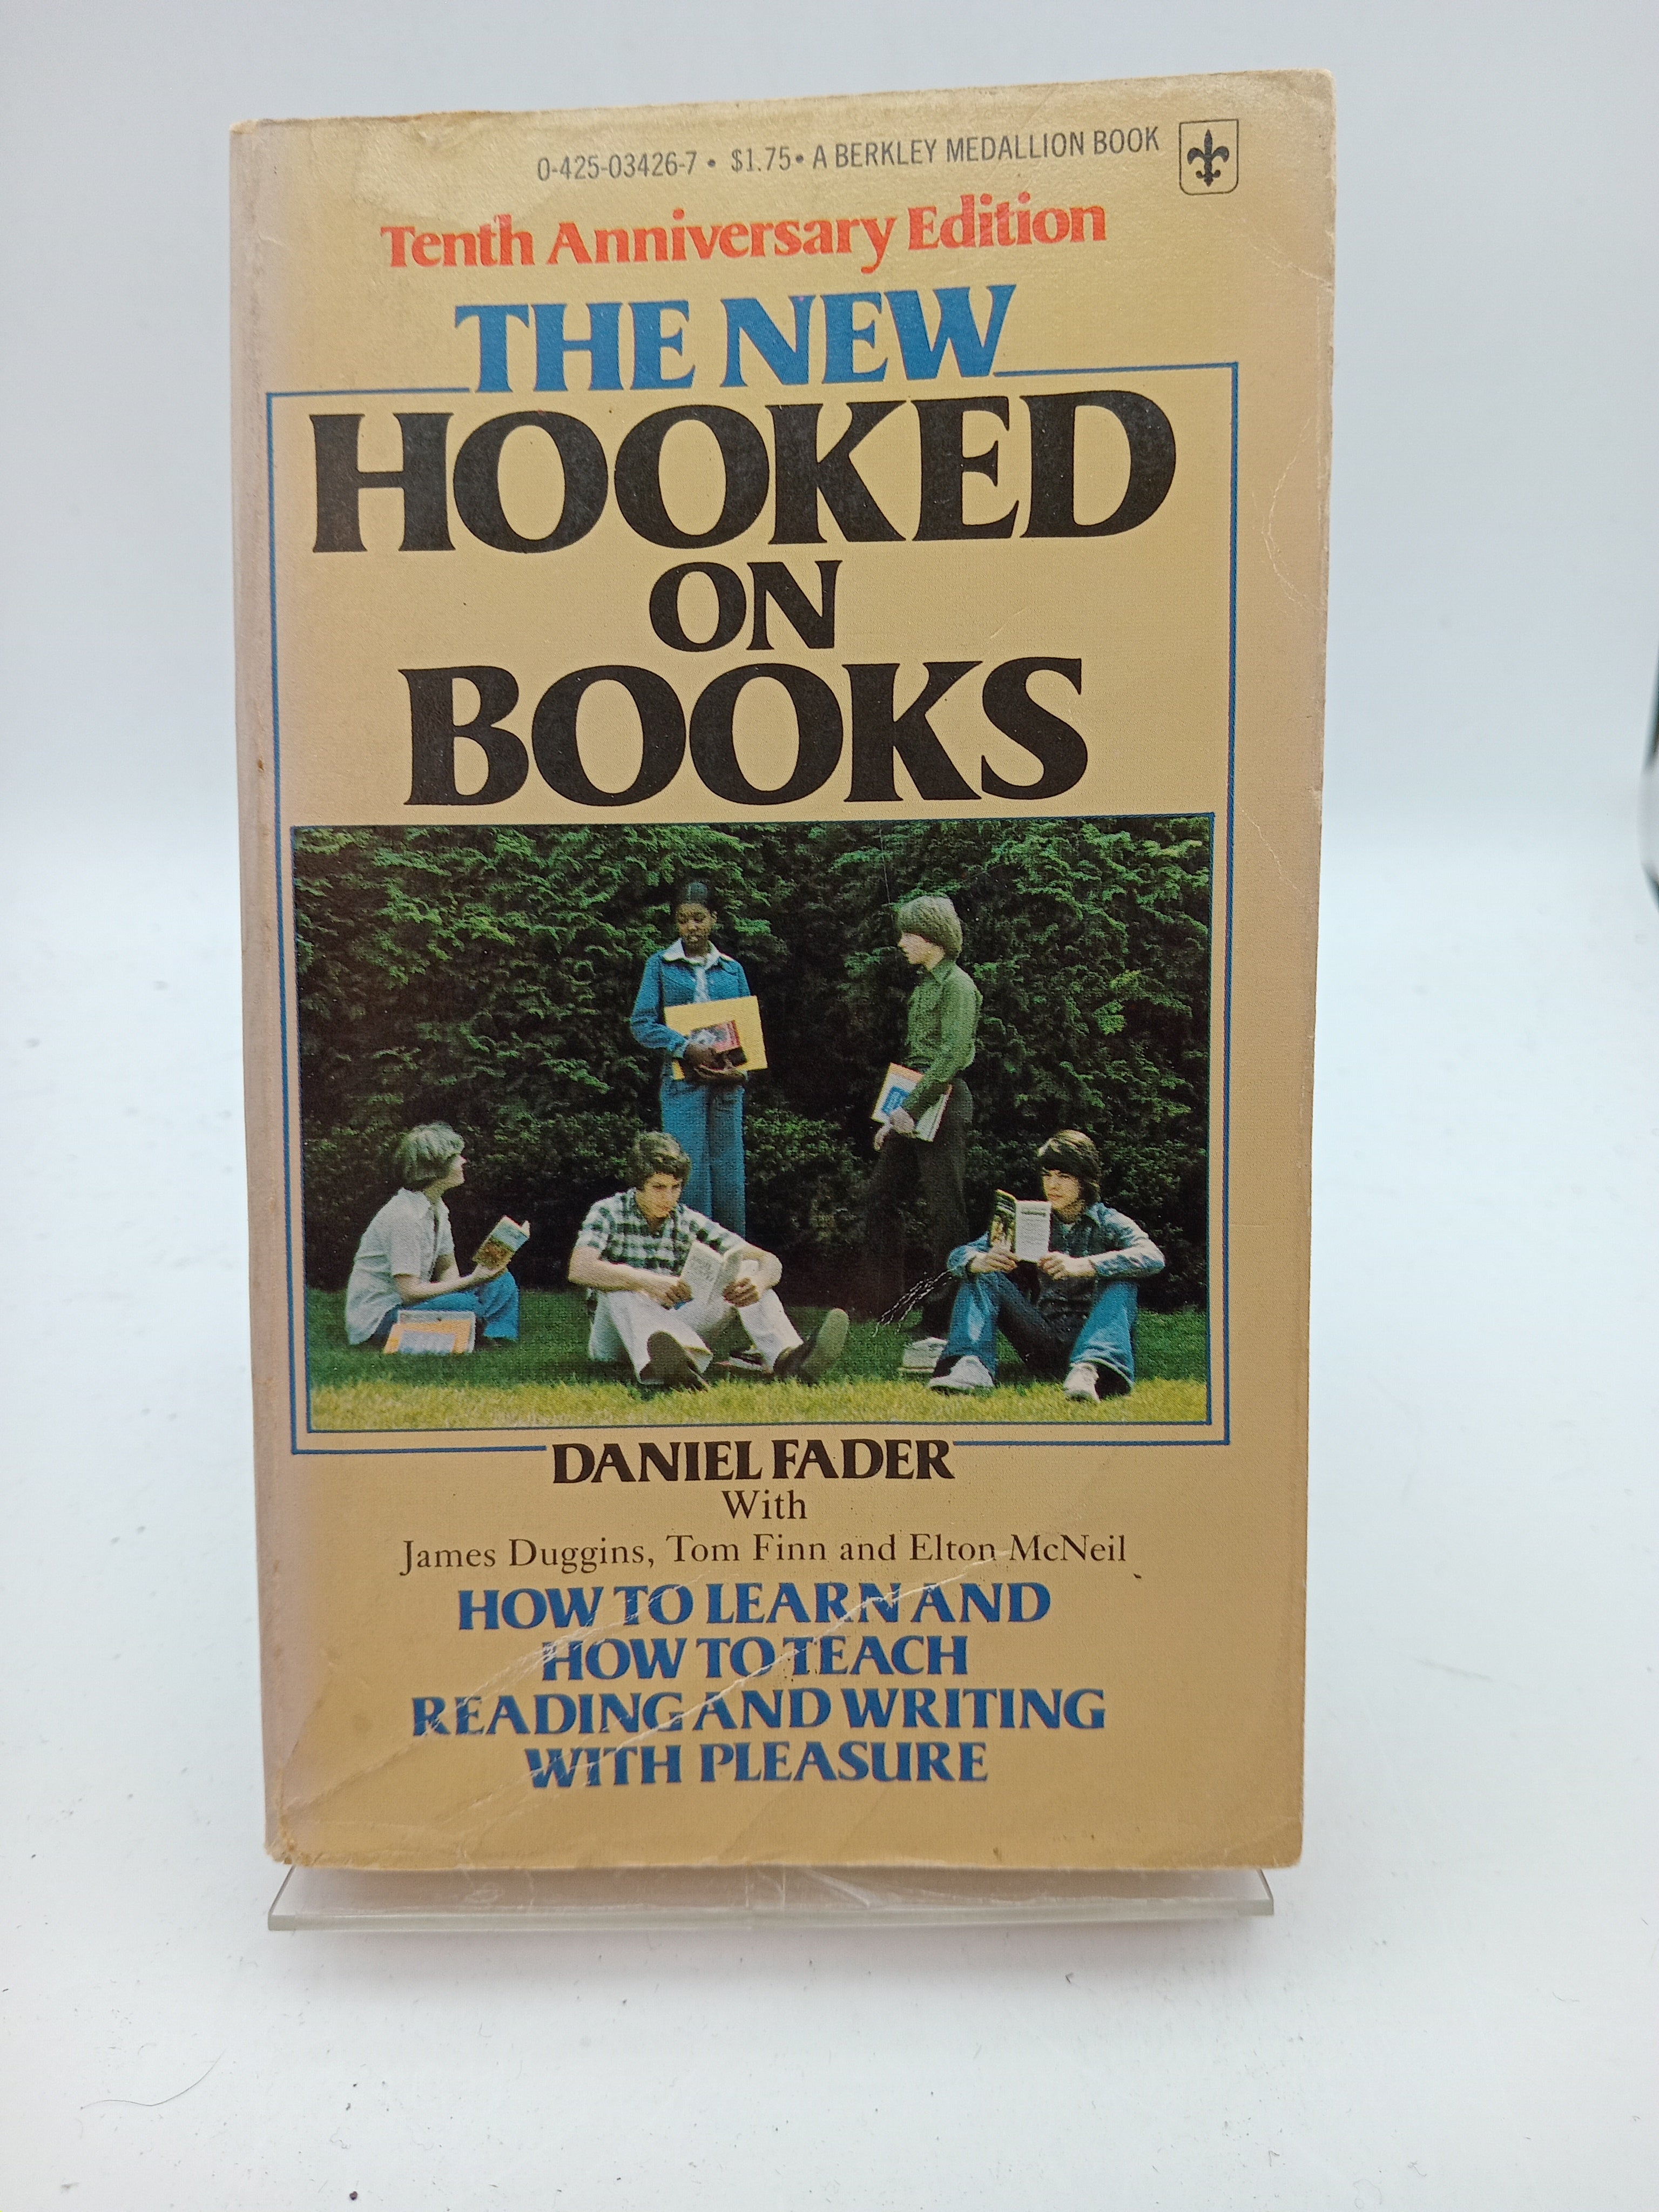 0-425-03426-7 • $1.75 • A BERKLEY MEDALLION BOOK
Tenth Anniversary Edition
THE NEW
HOOKED
ON
BOOKS
DANIEL FADER
With
James Duggins, Tom Finn and Elton McNeil
HOW TO LEARN AND
HOW TO TEACH
READING AND WRITING
WITH PLEASURE